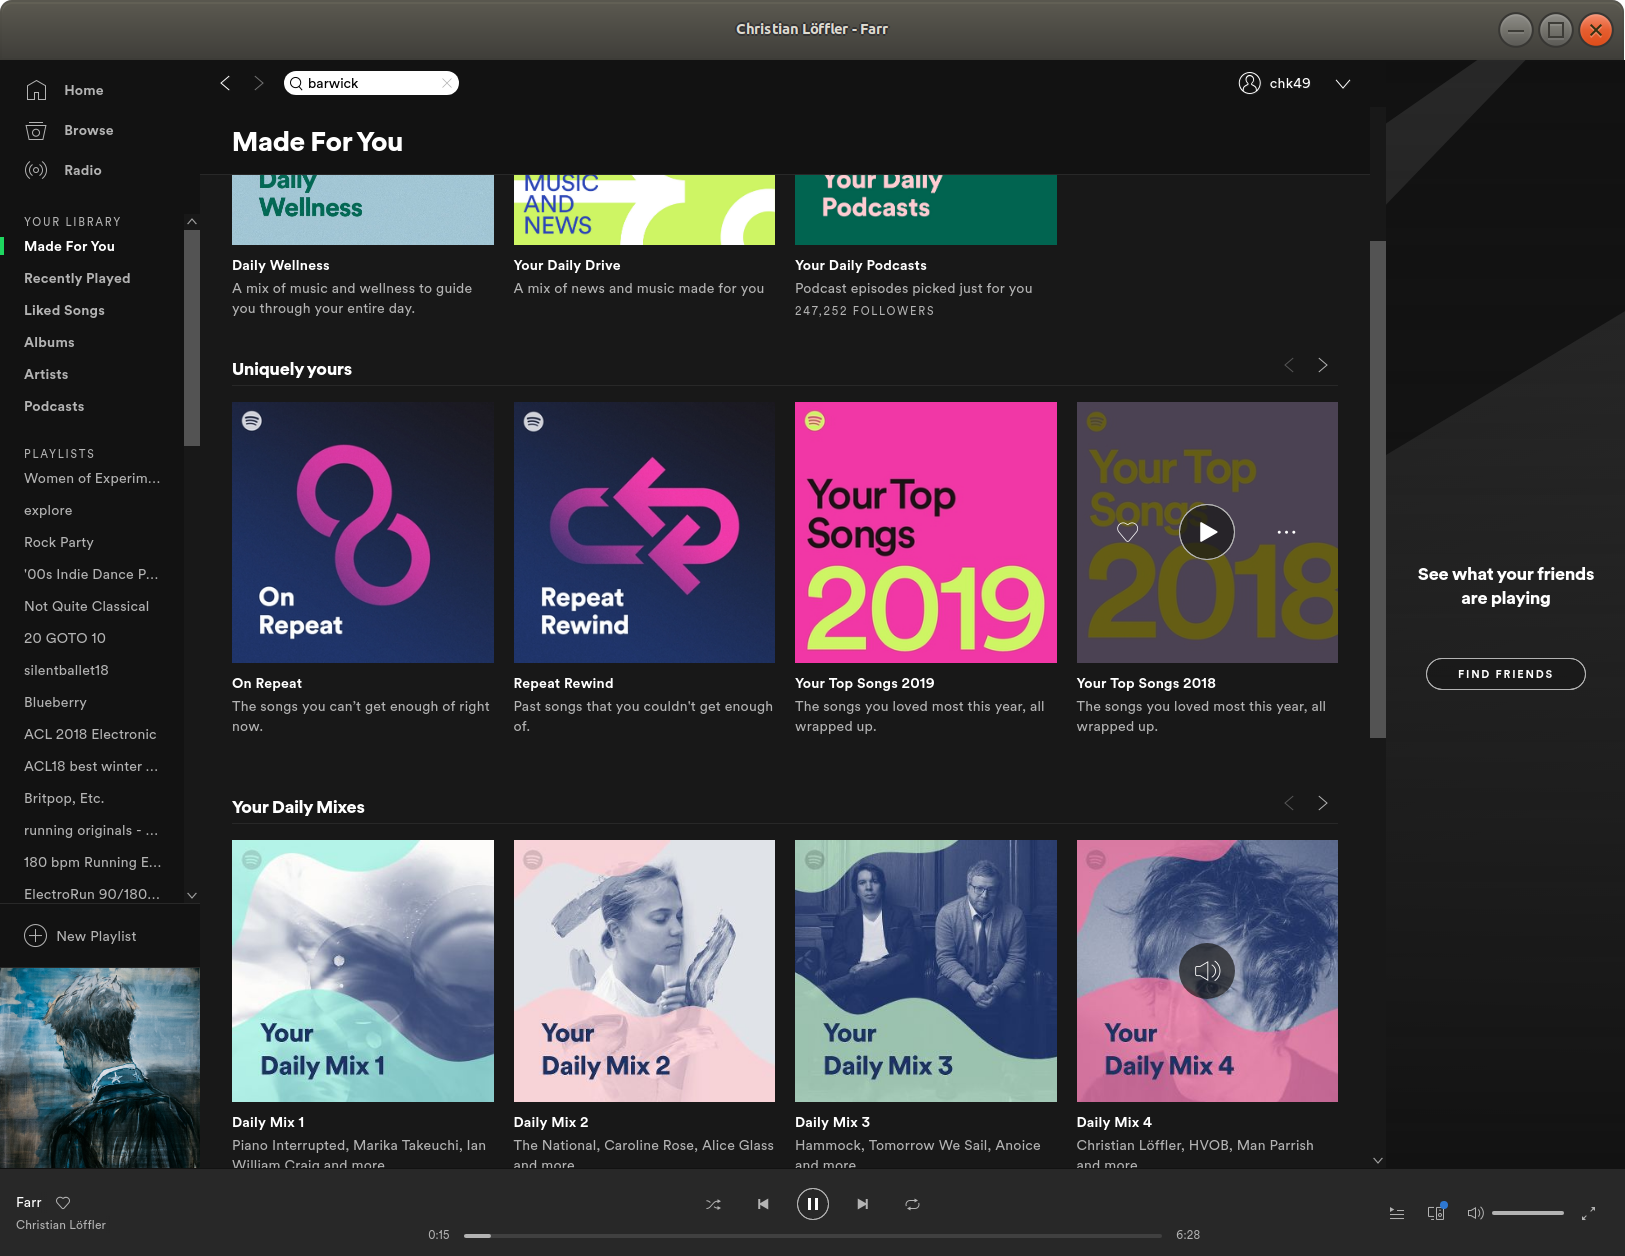 Christian Löffler - Farr
Home
Browse
Radio
YOUR LIBRARY
Made For You
Recently Played
Liked Songs
Albums
Artists
Podcasts
PLAYLISTS
Women of Experim...
explore
Rock Party
'00s Indie Dance P...
Not Quite Classical
20 GOTO 10
silentballet18
Blueberry
ACL 2018 Electronic
ACL18 best winter ...
Britpop, Etc.
running originals - ...
180 bpm Running E...
ElectroRun 90/180...
New Playlist
barwick
chk49
Made For You
Daily
Wellness
MUSIC
AND
NEWS
Your Daily
Podcasts
Daily Wellness
A mix of music and wellness to guide
you through your entire day.
Your Daily Drive
A mix of news and music made for you
Your Daily Podcasts
Podcast episodes picked just for you
247,252 FOLLOWERS
Uniquely yours
On
Repeat
Repeat
Rewind
Your Top
Songs
2019
Your Top
Songs
2018
On Repeat
The songs you can't get enough of right
now.
Repeat Rewind
Past songs that you couldn't get enough
of.
Your Top Songs 2019
The songs you loved most this year, all
wrapped up.
Your Top Songs 2018
The songs you loved most this year, all
wrapped up.
Your Daily Mixes
Your
Daily Mix 1
Your
Daily Mix 2
Your
Daily Mix 3
Your
Daily Mix 4
Daily Mix 1
Piano Interrupted, Marika Takeuchi, Ian
William Craig and more
Daily Mix 2
The National, Caroline Rose, Alice Glass
and more
Daily Mix 3
Hammock, Tomorrow We Sail, Anoice
and more
Daily Mix 4
Christian Löffler, HVOB, Man Parrish
and more
See what your friends
are playing
FIND FRIENDS
Farr
Christian Löffler
0:15
6:28